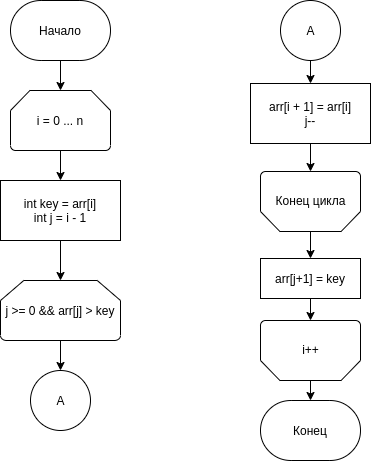 Начало
i = 0 ... n
int key = arr[i]
int j = i - 1
j >= 0 && arr[j] > key
A
A
arr[i + 1] = arr[i]
j--
Конец цикла
arr[j+1] = key
i++
Конец